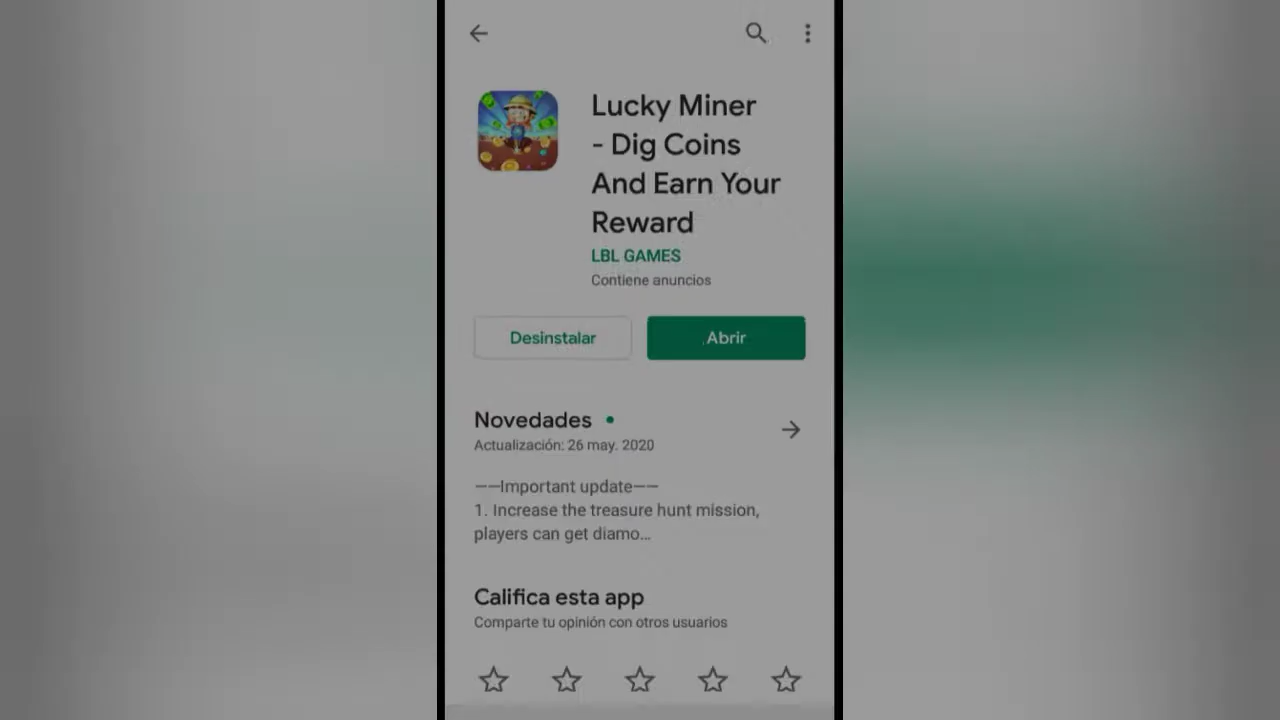 Lucky Miner
- Dig Coins
And Earn Your
Reward
LBL GAMES
Contiene anuncios
Desinstalar
Abrir
Novedades
Actualización: 26 may. 2020
——Important update——
1. Increase the treasure hunt mission,
players can get diamo...
Califica esta app
Comparte tu opinión con otros usuarios